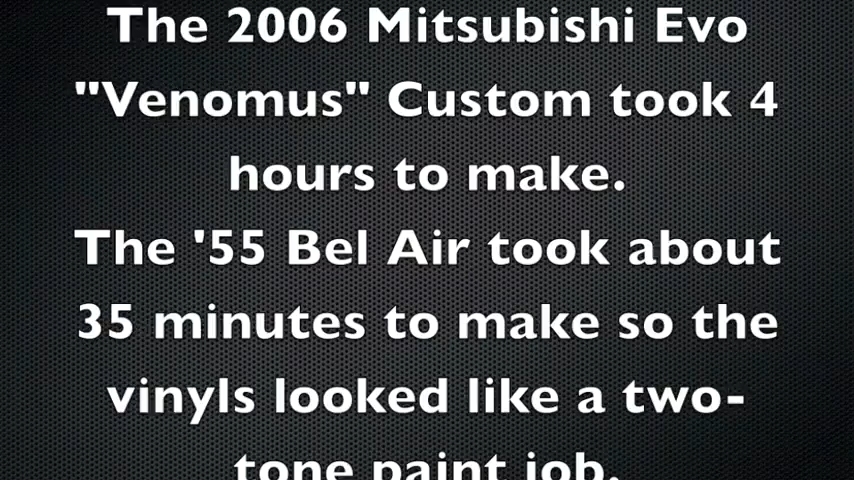 The 2006 Mitsubishi Evo
"Venomus" Custom took 4
hours to make.
The '55 Bel Air took about
35 minutes to make so the
vinyls looked like a two-
tone paint job.